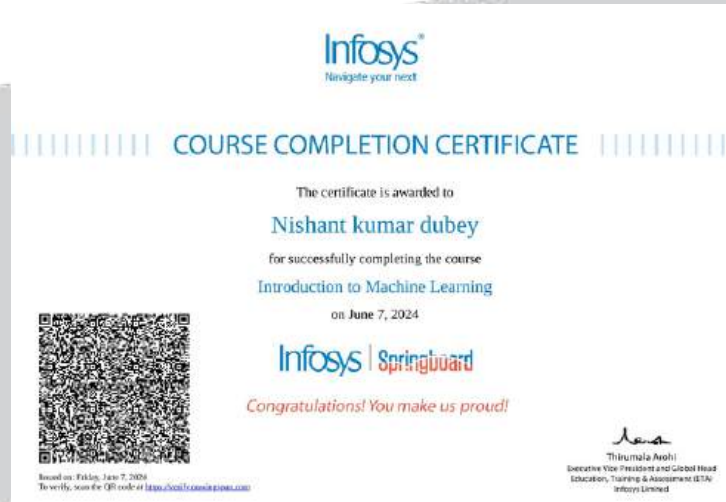 Infosys®
Navigate your next
COURSE COMPLETION CERTIFICATE
The certificate is awarded to
Nishant kumar dubey
for successfully completing the course
Introduction to Machine Learning
on June 7, 2024
Infosys | Springboard
Congratulations! You make us proud!
Issued on: Friday, June 7, 2024
To verify, scan the QR code at
Thirumala Arohi
Executive Vice President and Global Head
Education, Training & Assessment (ETA)
Infosys Limited